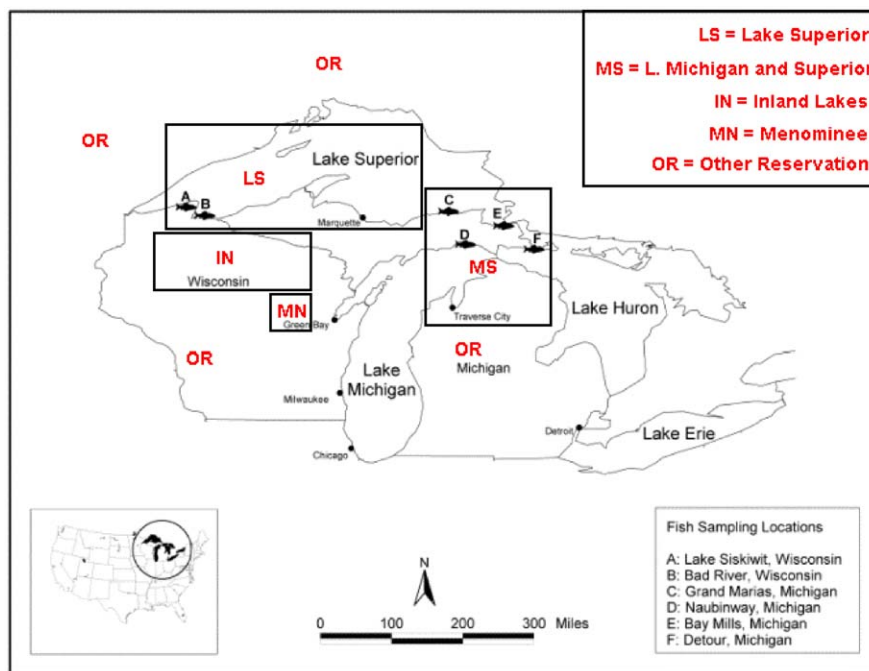 OR
LS = Lake Superior
MS = L. Michigan and Superior
IN = Inland Lakes
MN = Menominee
OR = Other Reservation
OR
Lake Superior
LS
A
B
Marquette
C
E
D
F
IN
Wisconsin
MS
MN
Green Bay
Traverse City
Lake Huron
OR
OR
Michigan
Lake
Michigan
Milwaukee
Detroit
Lake Erie
Chicago
Fish Sampling Locations
A: Lake Siskiwit, Wisconsin
B: Bad River, Wisconsin
C: Grand Marias, Michigan
D: Naubinway, Michigan
E: Bay Mills, Michigan
F: Detour, Michigan
N
0 100 200 300 Miles